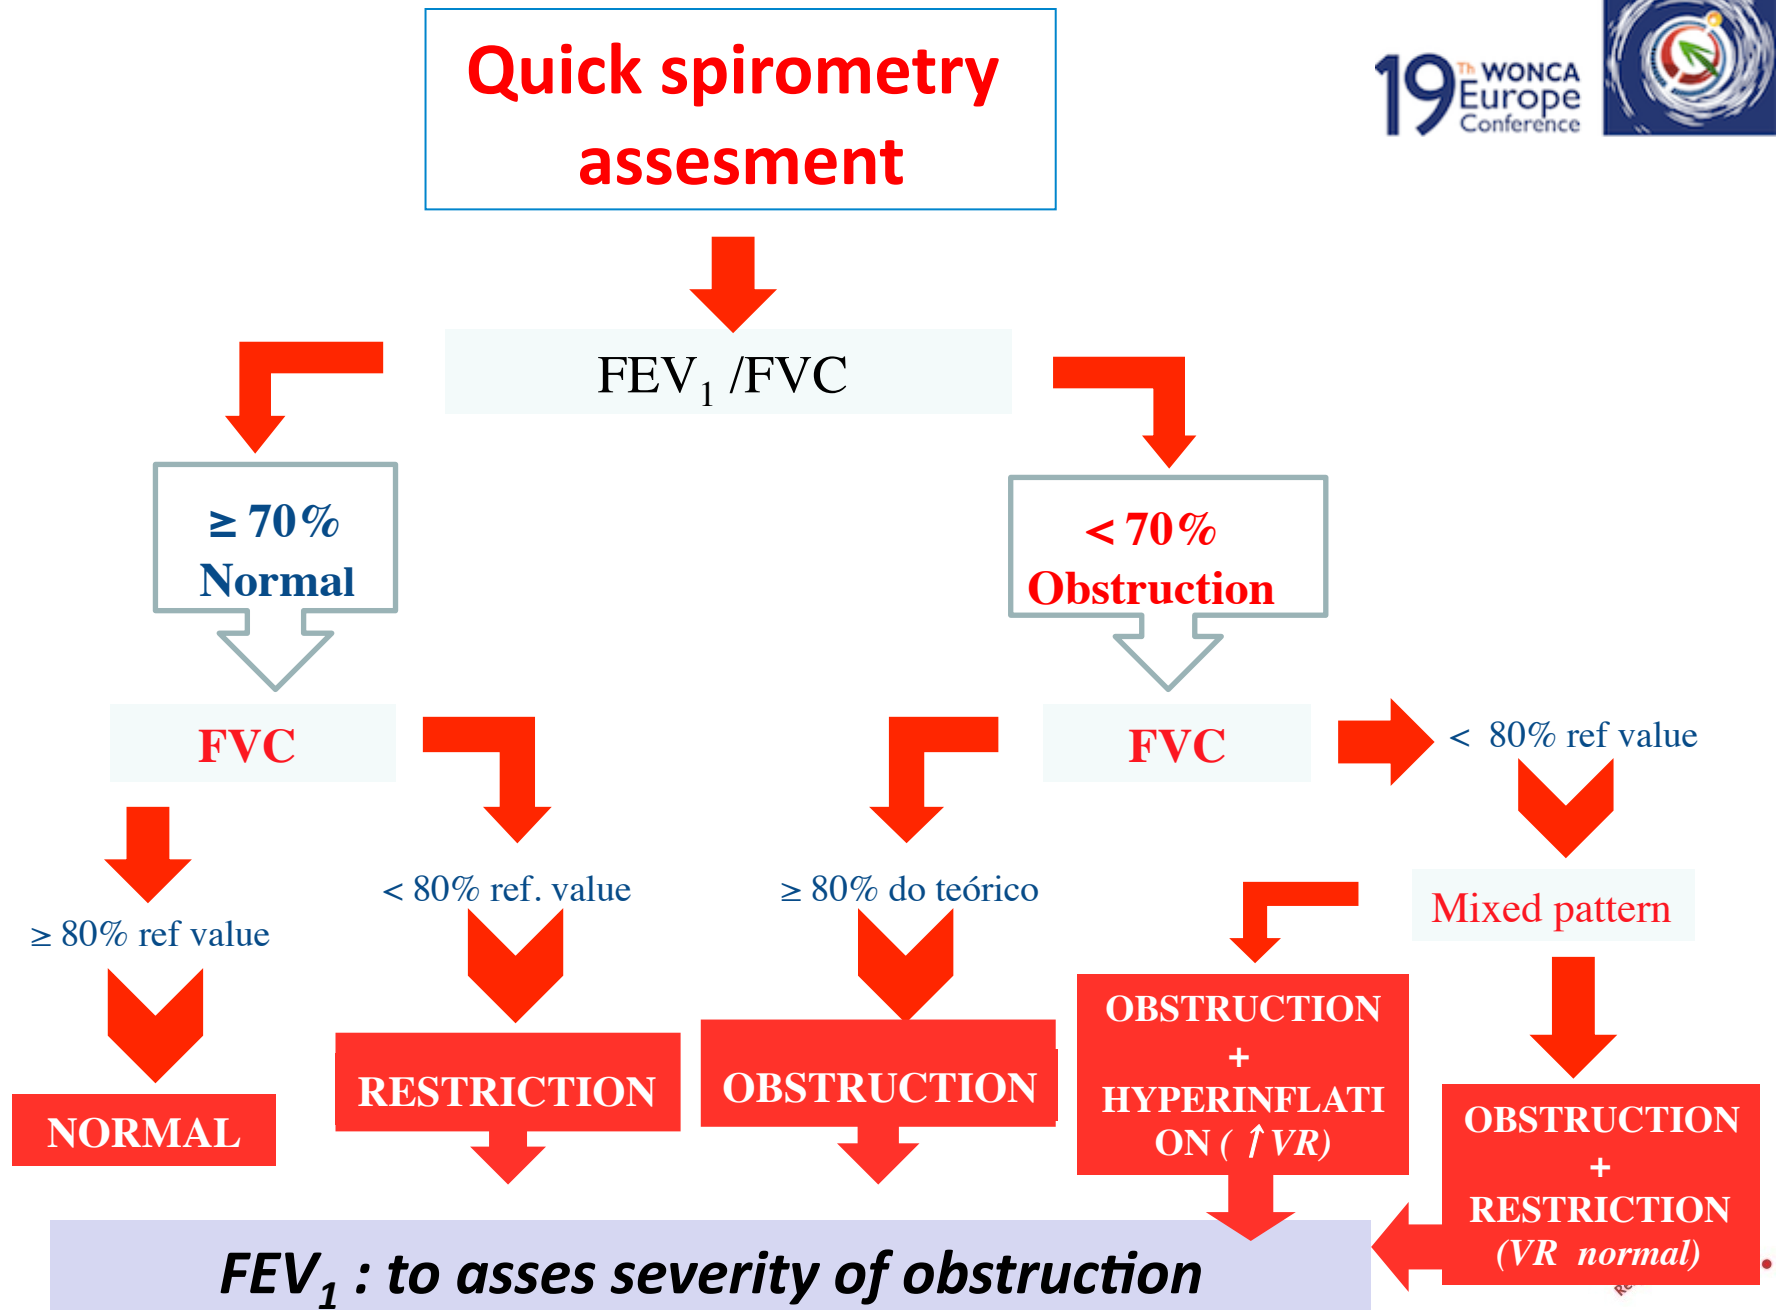 Quick spirometry
assesment
19 Th WONCA
Europe
Conference
FEV1 /FVC
≥ 70%
Normal
< 70%
Obstruction
FVC
FVC
< 80% ref value
< 80% ref. value
≥ 80% do teórico
≥ 80% ref value
Mixed pattern
NORMAL
RESTRICTION
OBSTRUCTION
OBSTRUCTION
+
HYPERINFLATI
ON ( ↑ VR)
OBSTRUCTION
+
RESTRICTION
(VR normal)
FEV1 : to asses severity of obstruction